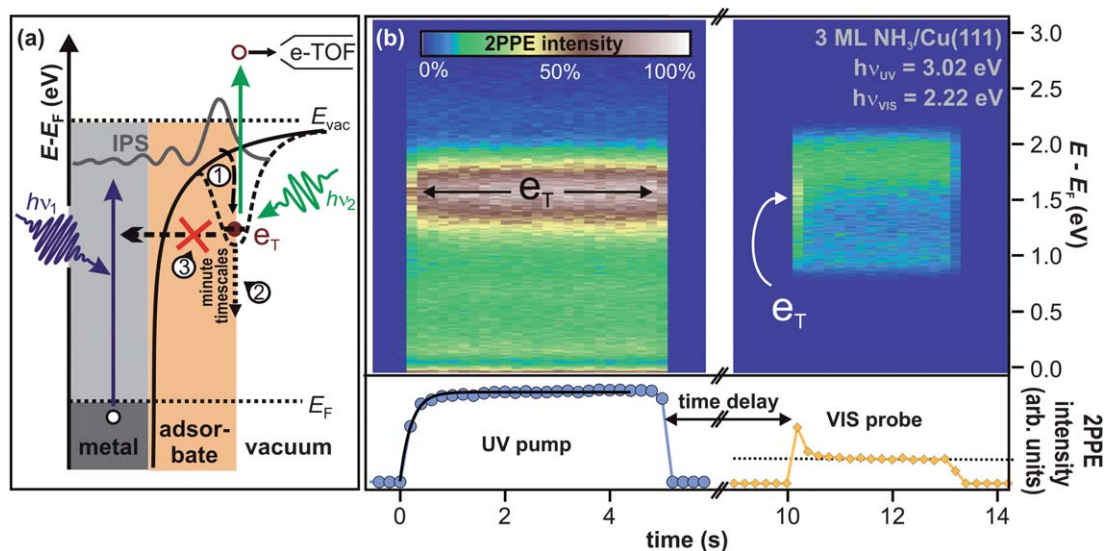 (a)
e-TOF
E-E_F (eV)
E_vac
IPS
1
hν₁
hν₂
e_T
3
minute
timescales
2
E_F
metal
adsor-
bate
vacuum
(b)
2PPE intensity
0% 50% 100%
e_T
3 ML NH₃/Cu(111)
hν_UV = 3.02 eV
hν_VIS = 2.22 eV
e_T
3.0
2.5
2.0
1.5
1.0
0.5
0.0
E - E_F (eV)
UV pump
time delay
VIS probe
2PPE
intensity
(arb. units)
0 2 4 10 12 14
time (s)